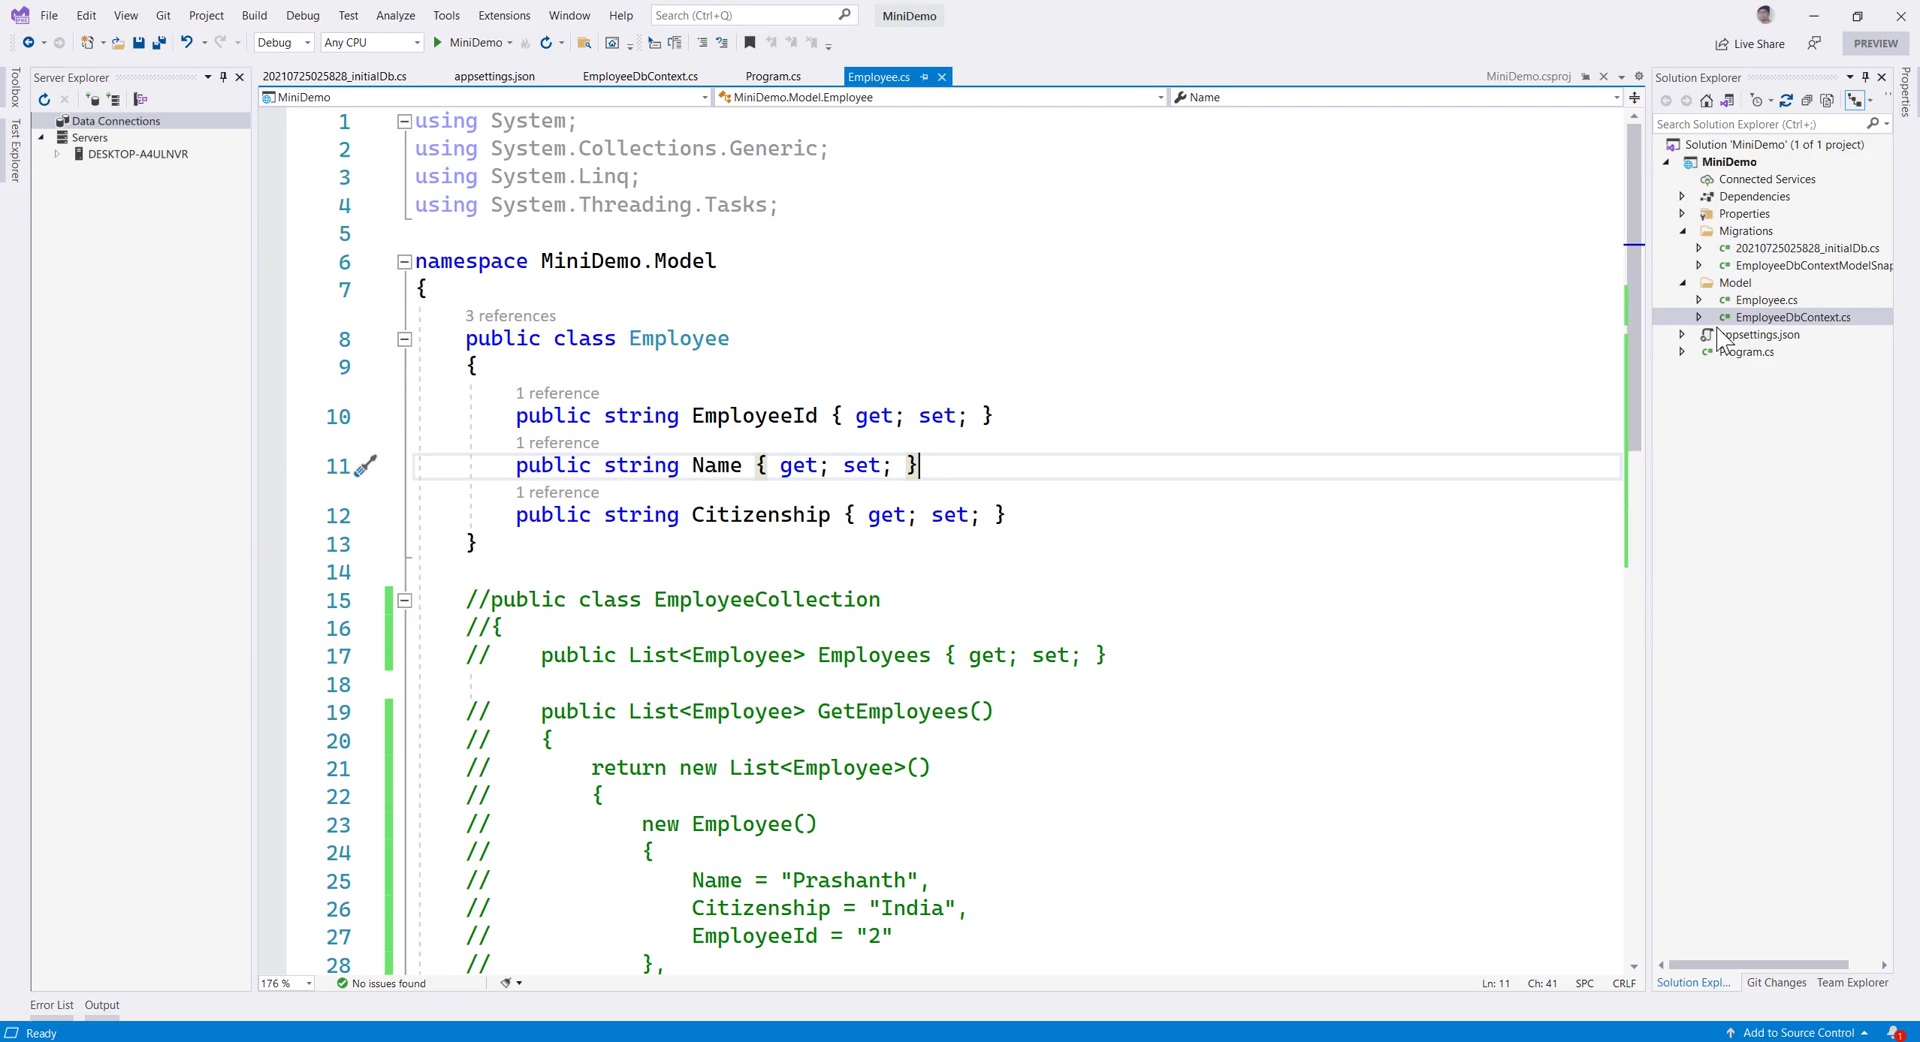 File Edit View Git Project Build Debug Test Analyze Tools Extensions Window Help Search (Ctrl+Q) MiniDemo
Debug Any CPU MiniDemo Live Share PREVIEW
Toolbox
Test Explorer
Server Explorer
Data Connections
Servers
DESKTOP-A4ULNVR
20210725025828_initialDb.cs appsettings.json EmployeeDbContext.cs Program.cs Employee.cs MiniDemo.csproj
MiniDemo MiniDemo.Model.Employee Name
1 using System;
2 using System.Collections.Generic;
3 using System.Linq;
4 using System.Threading.Tasks;
5
6 namespace MiniDemo.Model
7 {
3 references
8 public class Employee
9 {
1 reference
10 public string EmployeeId { get; set; }
1 reference
11 public string Name { get; set; }
1 reference
12 public string Citizenship { get; set; }
13 }
14
15 //public class EmployeeCollection
16 //{
17 // public List<Employee> Employees { get; set; }
18
19 // public List<Employee> GetEmployees()
20 // {
21 // return new List<Employee>()
22 // {
23 // new Employee()
24 // {
25 // Name = "Prashanth",
26 // Citizenship = "India",
27 // EmployeeId = "2"
28 // },
176 % No issues found Ln: 11 Ch: 41 SPC CRLF
Solution Explorer
Search Solution Explorer (Ctrl+;)
Solution 'MiniDemo' (1 of 1 project)
MiniDemo
Connected Services
Dependencies
Properties
Migrations
20210725025828_initialDb.cs
EmployeeDbContextModelSnap
Model
Employee.cs
EmployeeDbContext.cs
ppsettings.json
rogram.cs
Solution Expl... Git Changes Team Explorer
Properties
Error List Output
Ready Add to Source Control 1